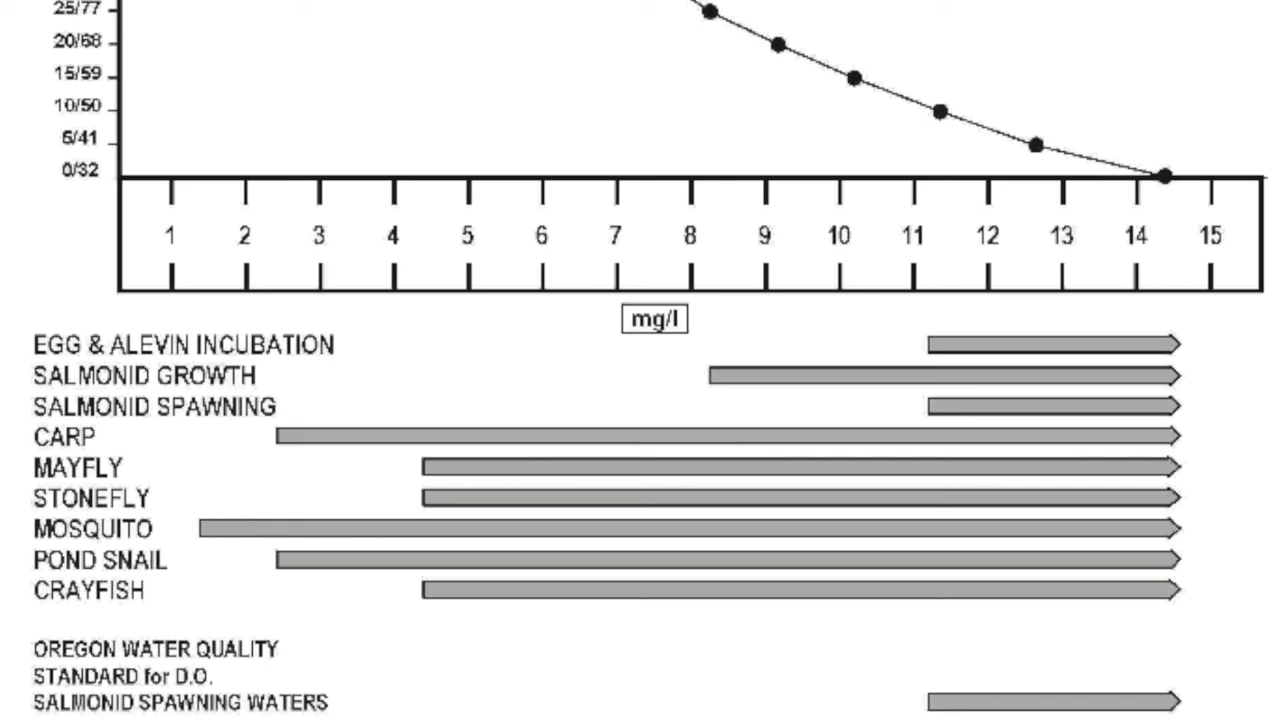 25/77
20/68
15/59
10/50
5/41
0/32
1 2 3 4 5 6 7 8 9 10 11 12 13 14 15
mg/l
EGG & ALEVIN INCUBATION
SALMONID GROWTH
SALMONID SPAWNING
CARP
MAYFLY
STONEFLY
MOSQUITO
POND SNAIL
CRAYFISH
OREGON WATER QUALITY
STANDARD for D.O.
SALMONID SPAWNING WATERS